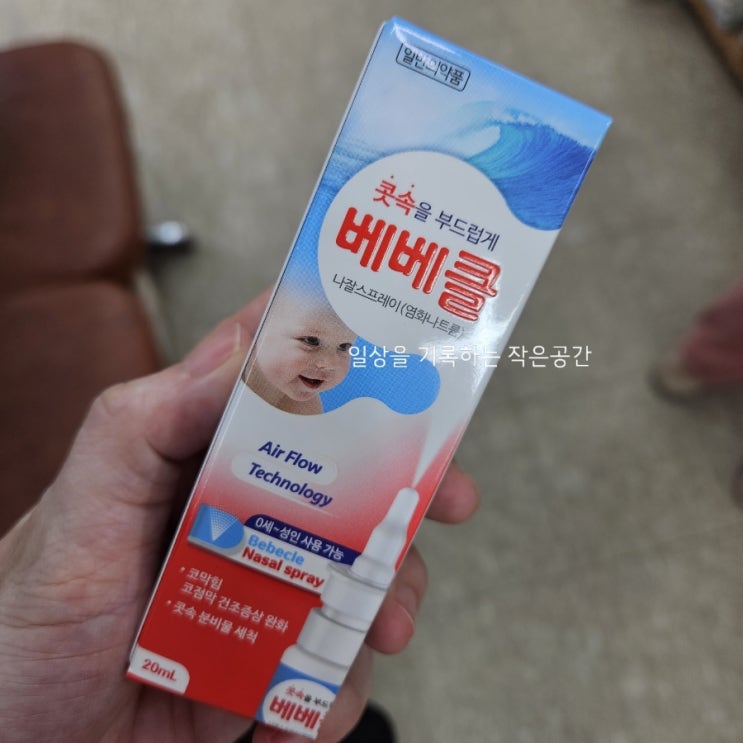 일반의약품
콧속을 부드럽게
베베클
나잘스프레이(염화나트륨)
일상을 기록하는 작은공간
Air Flow
Technology
0세~성인 사용 가능
Bebecle
Nasal spray
* 코막힘
코점막 건조증상 완화
* 콧속 분비물 세척
20mL
콧속을 부드
베베클